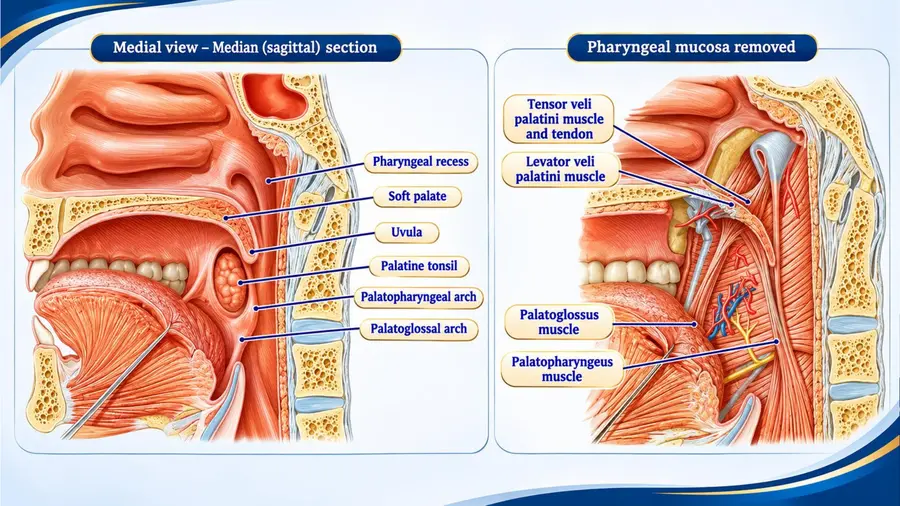 Medial view – Median (sagittal) section
Pharyngeal recess
Soft palate
Uvula
Palatine tonsil
Palatopharyngeal arch
Palatoglossal arch
Pharyngeal mucosa removed
Tensor veli
palatini muscle
and tendon
Levator veli
palatini muscle
Palatoglossus
muscle
Palatopharyngeus
muscle